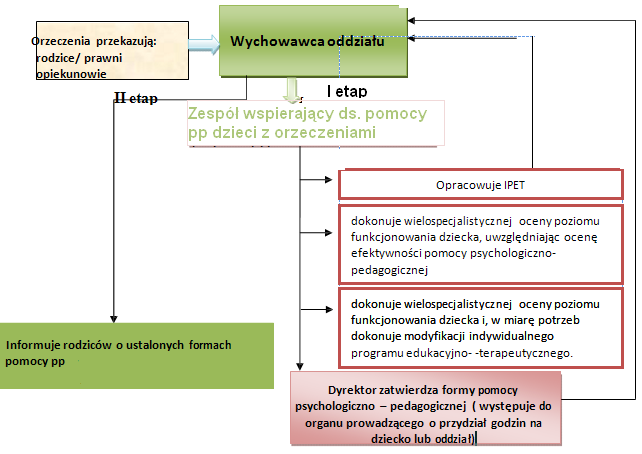 Orzeczenia przekazują:
rodzice/ prawni
opiekunowie
Wychowawca oddziału
II etap
I etap
Zespól wspierający ds. pomocy
pp dzieci z orzeczeniami
Opracowuje IPET
dokonuje wielospecjalistycznej oceny poziomu
funkcjonowania dziecka, uwzględniając ocenę
efektywności pomocy psychologiczno-
pedagogicznej
dokonuje wielospecjalistycznej oceny poziomu
funkcjonowania dziecka i, w miarę potrzeb
dokonuje modyfikacji indywidualnego
programu edukacyjno- -terapeutycznego.
Informuje rodziców o ustalonych formach
pomocy pp
Dyrektor zatwierdza formy pomocy
psychologiczno – pedagogicznej ( występuje do
organu prowadzącego o przydział godzin na
dziecko lub oddział)